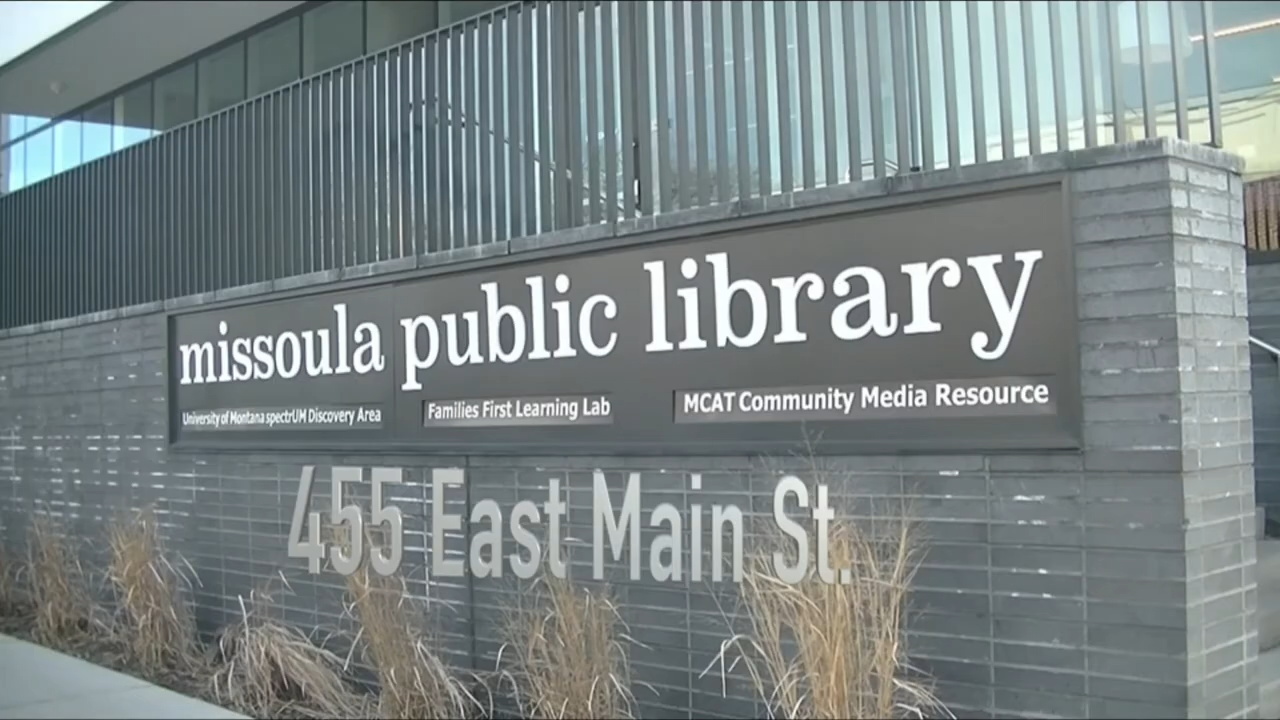 missoula public library
University of Montana spectrUM Discovery Area
Families First Learning Lab
MCAT Community Media Resource
455 East Main St.